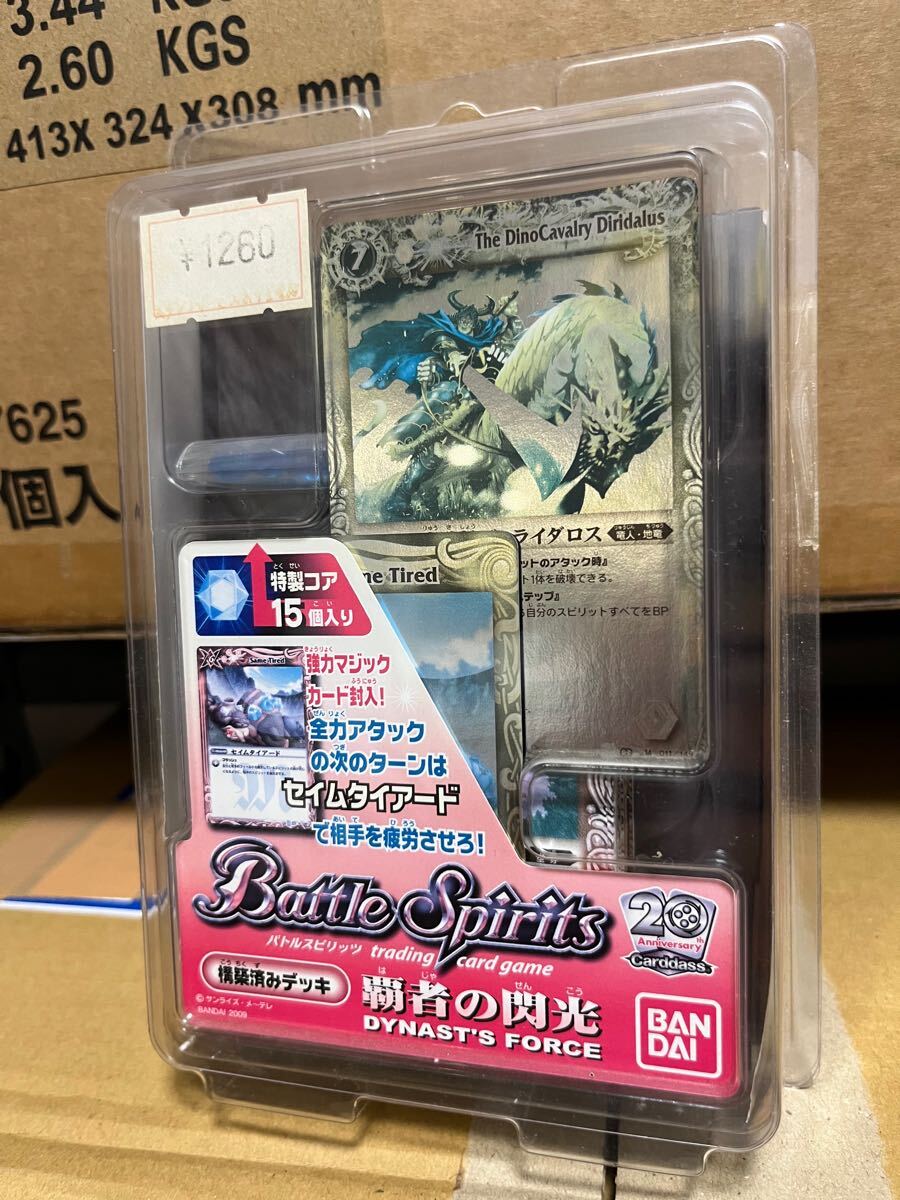 3.44 KGS
2.60 KGS
413X 324 X308 mm
7625
個入
¥1260
7
The DinoCavalry Diridalus
ライダロス
竜人・地竜
ットのアタック時』
ト1体を破壊できる。
テップ』
自分のスピリットすべてをBP
Same Tired
特製コア
15個入り
Same Tired
セイムタイアード
強力マジック
カード封入!
全力アタック
の次のターンは
セイムタイアード
で相手を疲労させろ!
Battle Spirits
バトルスピリッツ trading card game
20th
Anniversary
Carddass
構築済みデッキ
覇者の閃光
DYNAST'S FORCE
©サンライズ・メ〜テレ
BANDAI 2009
BAN
DAI